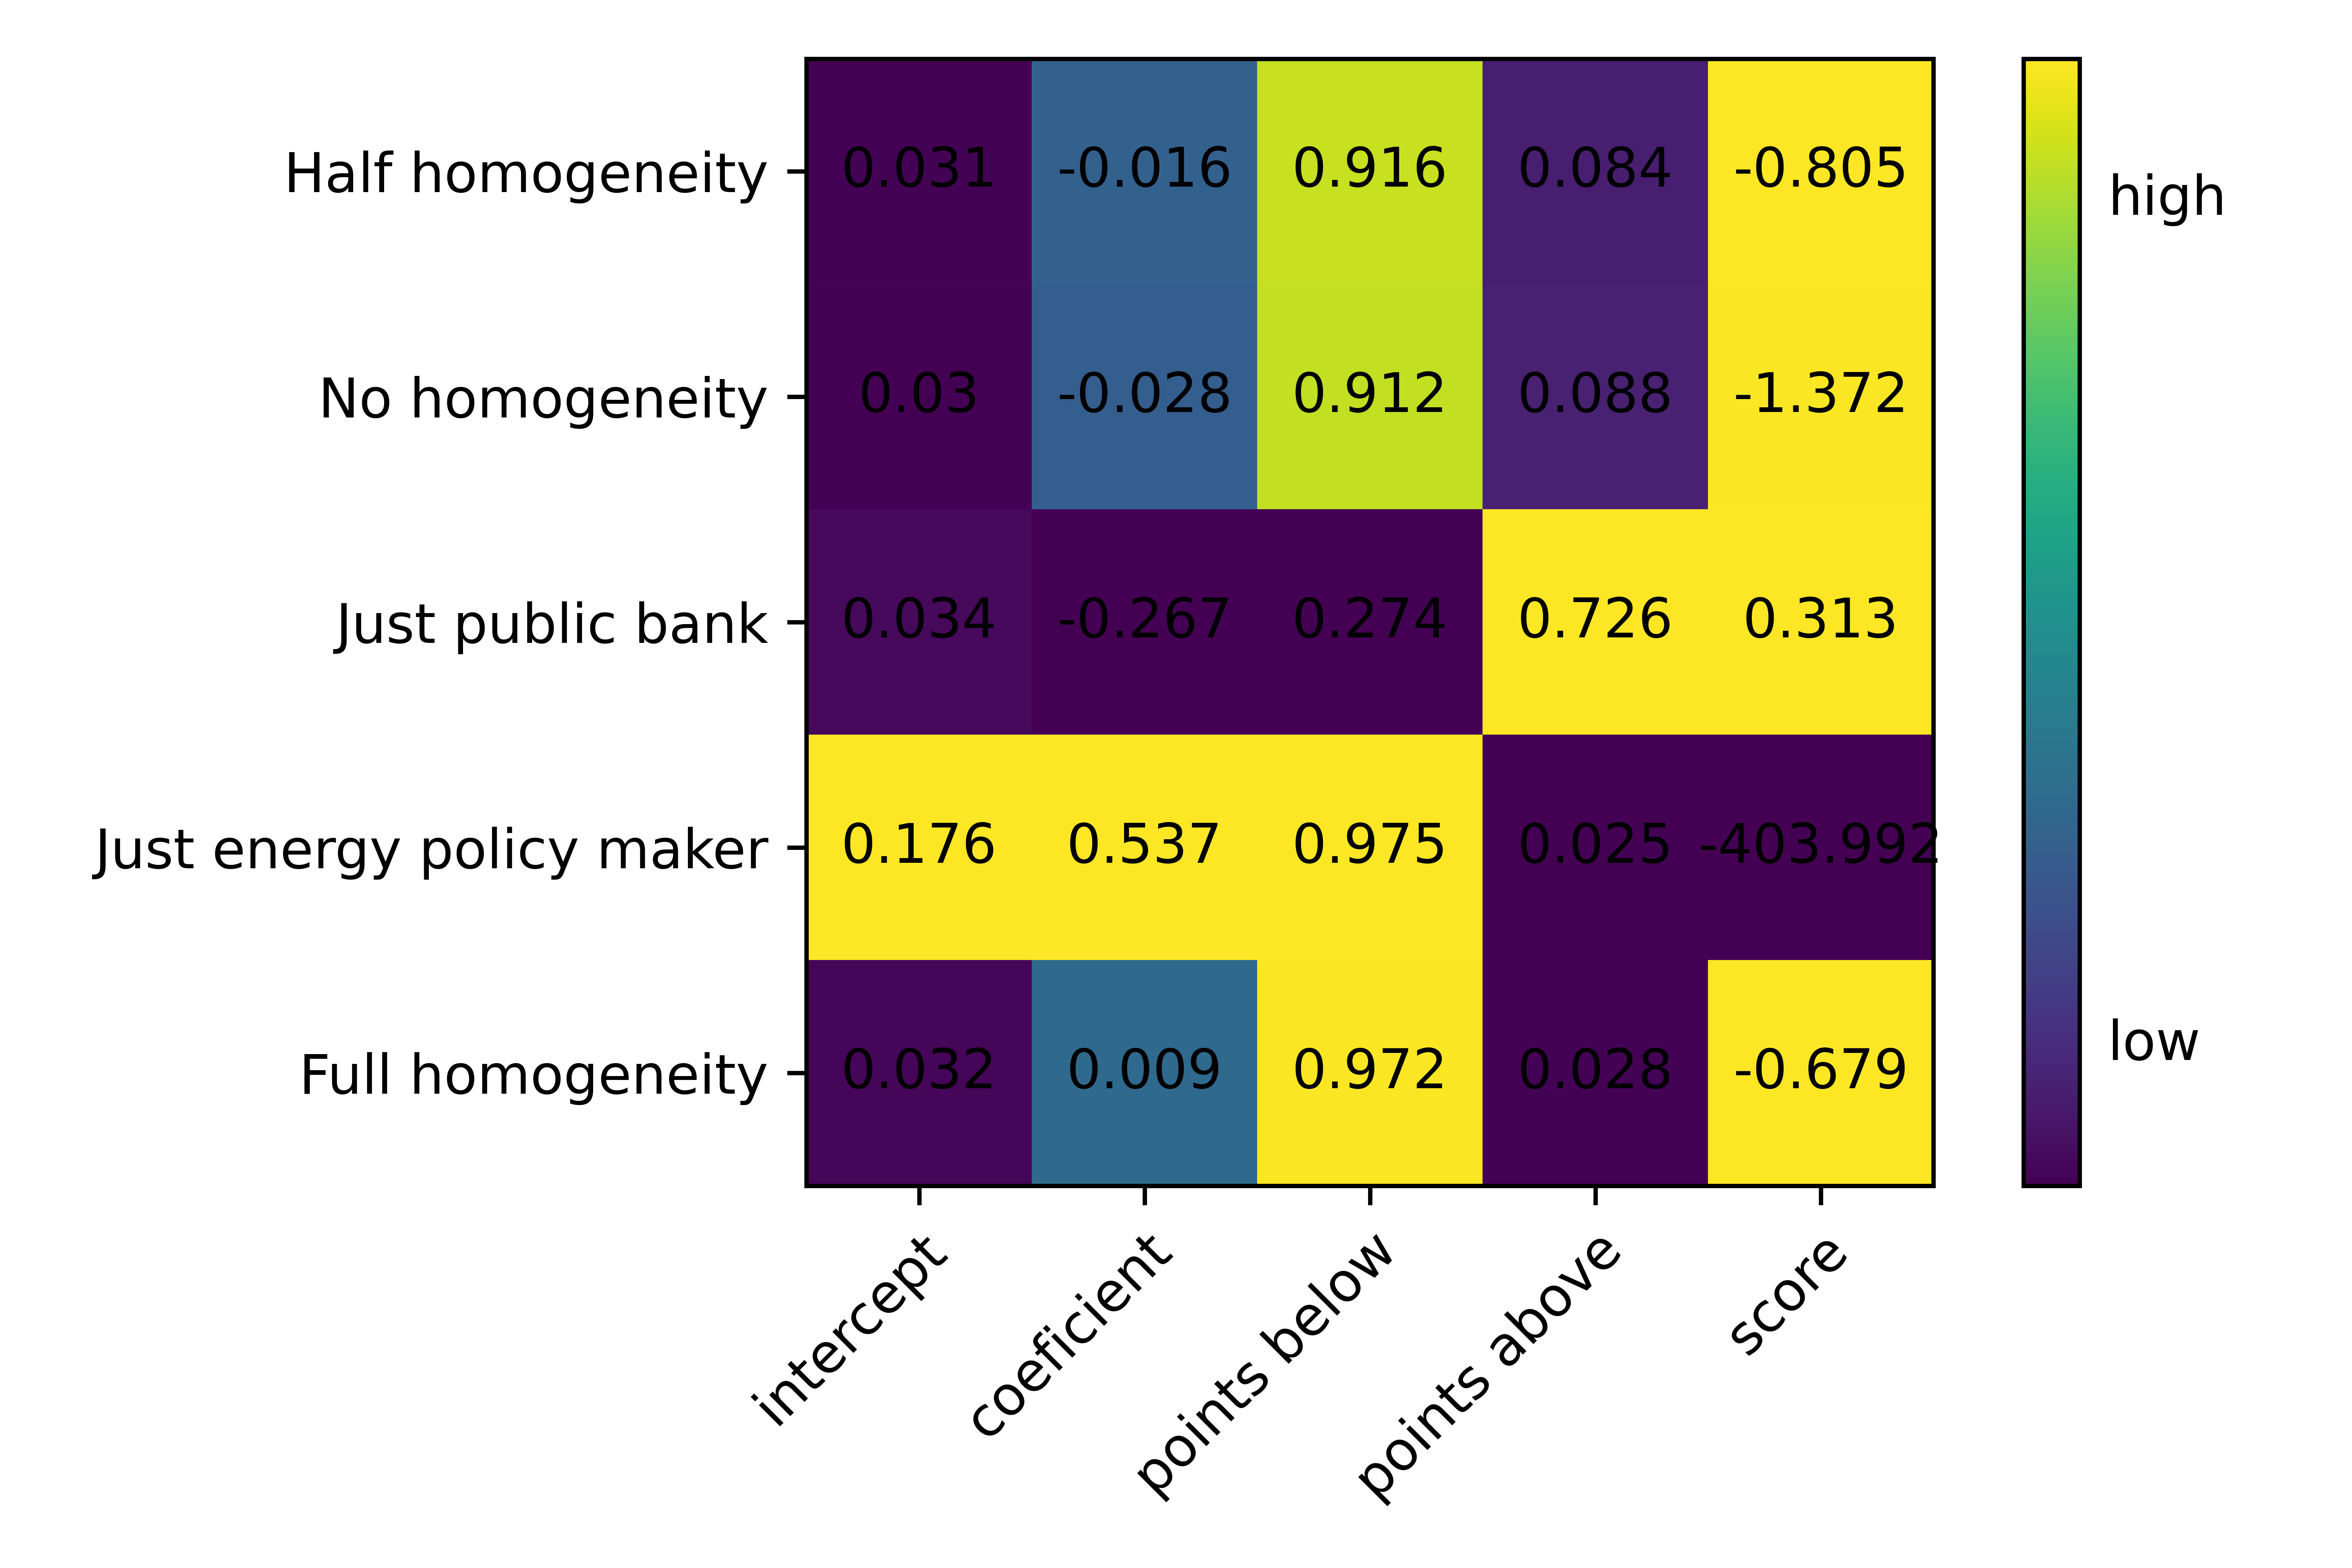 Half homogeneity 0.031 -0.016 0.916 0.084 -0.805
high
No homogeneity 0.03 -0.028 0.912 0.088 -1.372
Just public bank 0.034 -0.267 0.274 0.726 0.313
Just energy policy maker 0.176 0.537 0.975 0.025 -403.992
Full homogeneity 0.032 0.009 0.972 0.028 -0.679
low
intercept coeficient points below points above score